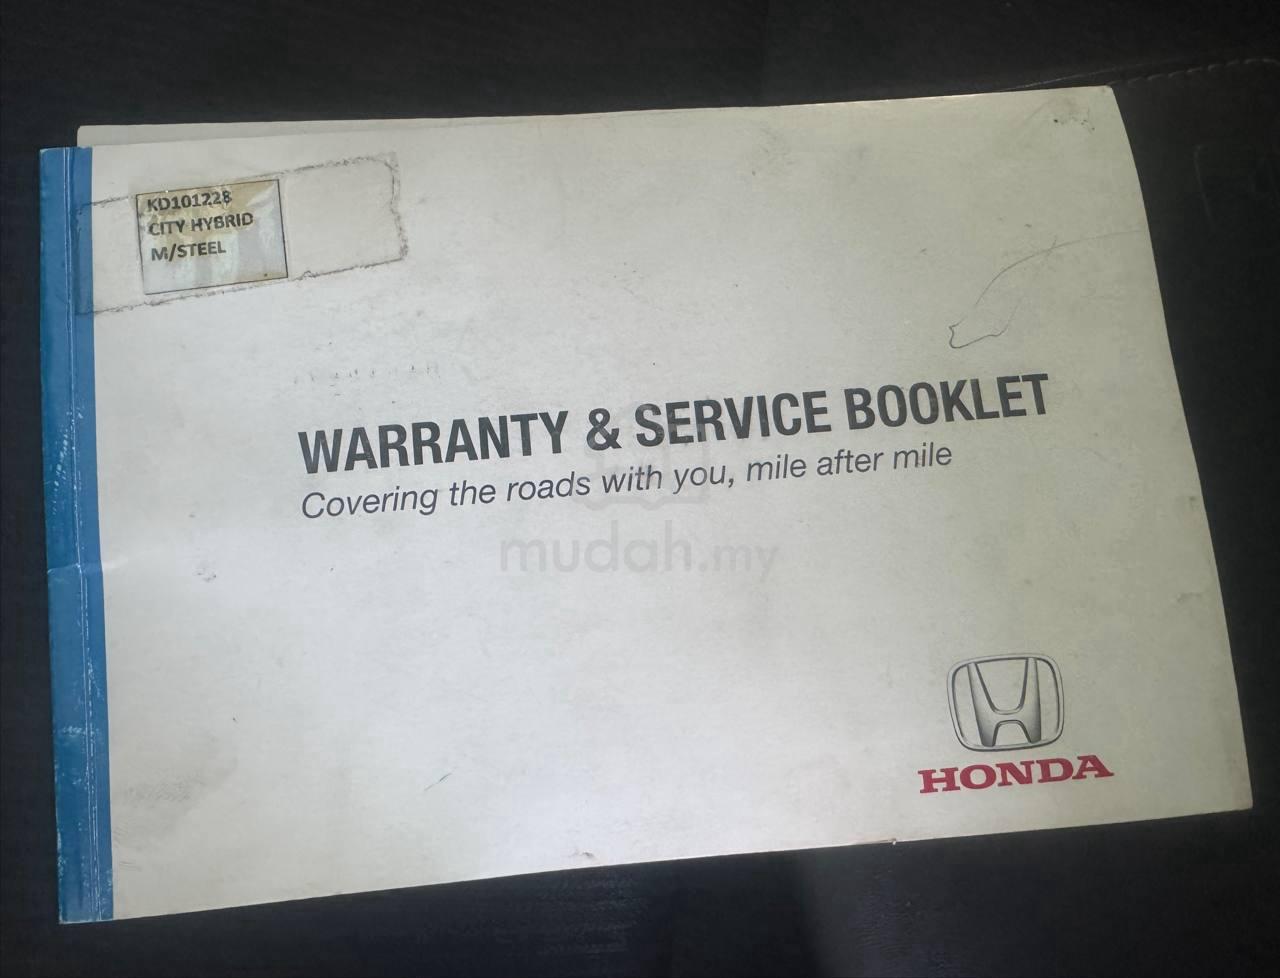 KD101228
CITY HYBRID
M/STEEL
WARRANTY & SERVICE BOOKLET
Covering the roads with you, mile after mile
mudah.my
HONDA